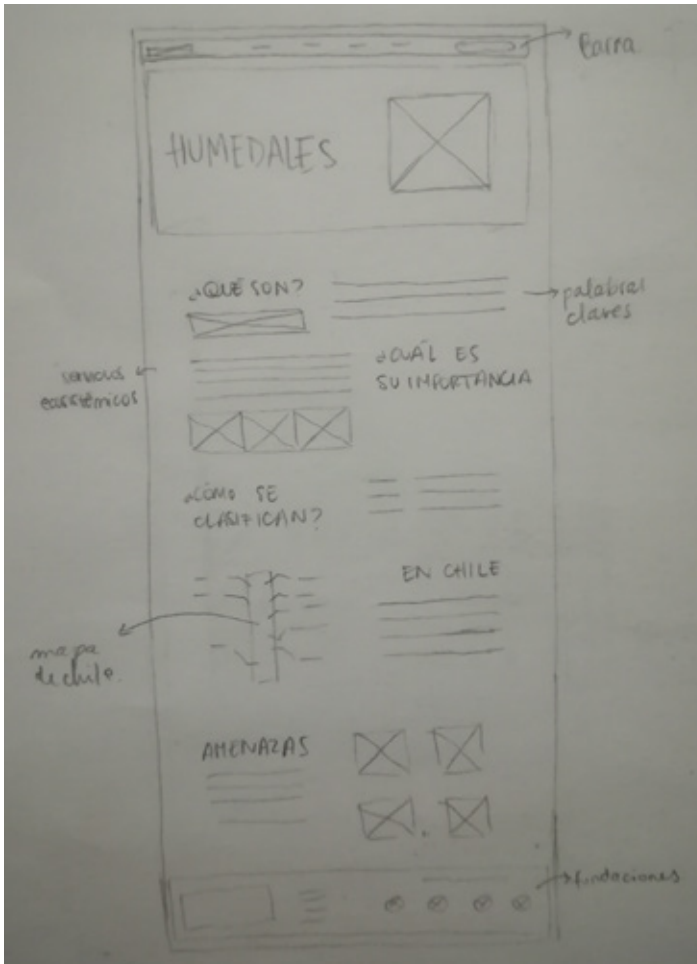 Barra
HUMEDALES
¿QUÉ SON?
palabras
claves
¿CUÁL ES
SU IMPORTANCIA
servicios
ecosistémicos
¿CÓMO SE
CLASIFICAN?
EN CHILE
mapa
de chile.
AMENAZAS
fundaciones